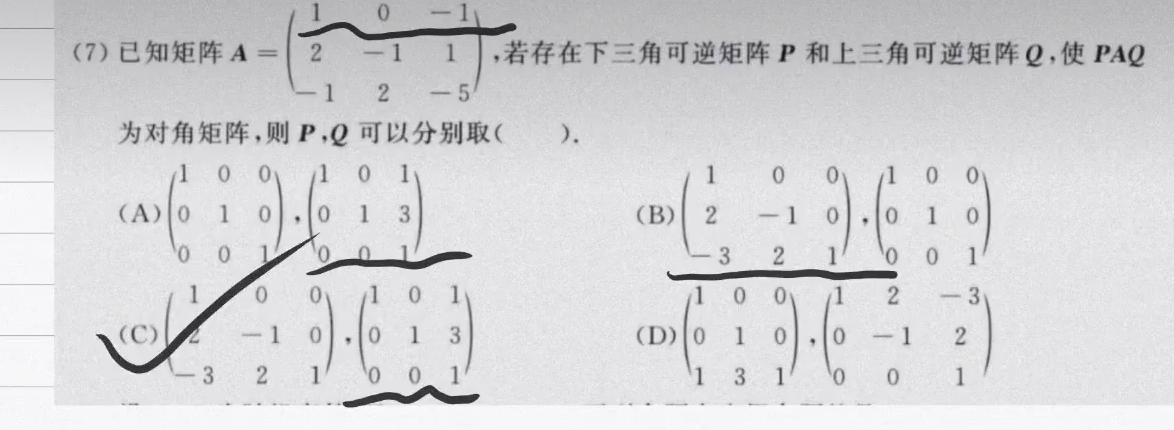 (7) 已知矩阵 A = ( 1 0 −1 ; 2 −1 1 ; −1 2 −5 ) ,若存在下三角可逆矩阵 P 和上三角可逆矩阵 Q ,使 PAQ
为对角矩阵,则 P ,Q 可以分别取( ).
(A) ( 1 0 0 ; 0 1 0 ; 0 0 1 ) , ( 1 0 1 ; 0 1 3 ; 0 0 1 )
(B) ( 1 0 0 ; 2 −1 0 ; −3 2 1 ) , ( 1 0 0 ; 0 1 0 ; 0 0 1 )
(C) ( 1 0 0 ; 2 −1 0 ; −3 2 1 ) , ( 1 0 1 ; 0 1 3 ; 0 0 1 )
(D) ( 1 0 0 ; 0 1 0 ; 1 3 1 ) , ( 1 2 −3 ; 0 −1 2 ; 0 0 1 )